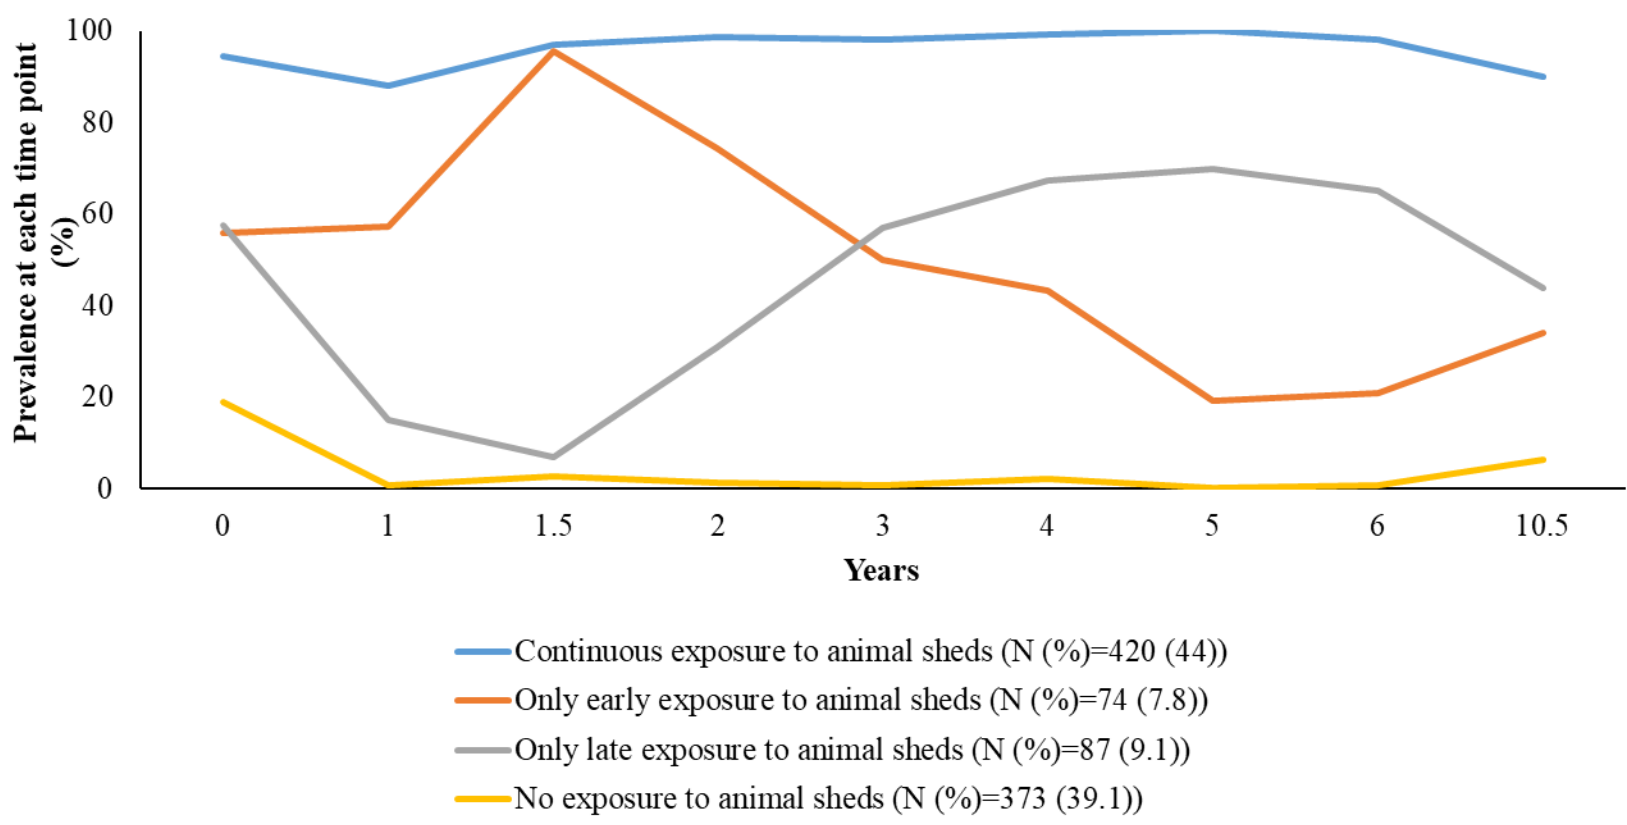 Prevalence at each time point
(%)
100
80
60
40
20
0
0 1 1.5 2 3 4 5 6 10.5
Years
Continuous exposure to animal sheds (N (%)=420 (44))
Only early exposure to animal sheds (N (%)=74 (7.8))
Only late exposure to animal sheds (N (%)=87 (9.1))
No exposure to animal sheds (N (%)=373 (39.1))